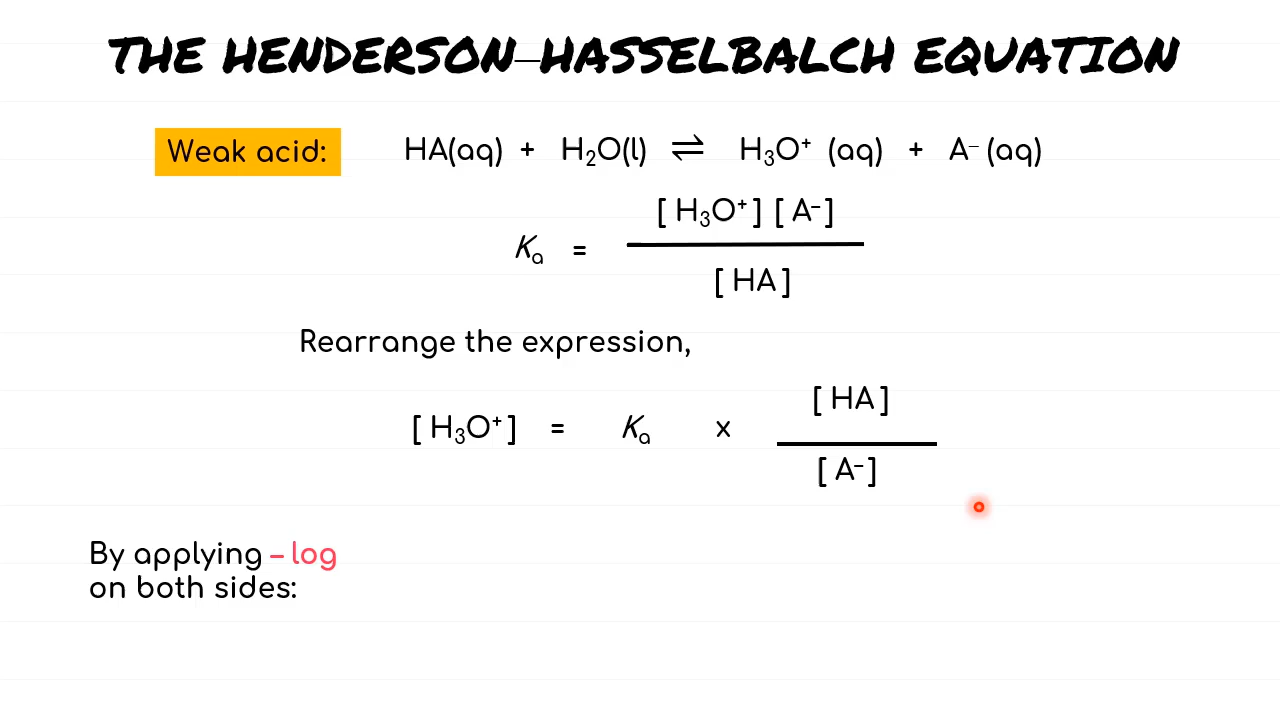 THE HENDERSON–HASSELBALCH EQUATION
Weak acid: HA(aq) + H₂O(l) ⇌ H₃O⁺ (aq) + A⁻ (aq)
[ H₃O⁺ ] [ A⁻ ]
Kₐ =
[ HA ]
Rearrange the expression,
[ HA ]
[ H₃O⁺ ] = Kₐ x
[ A⁻ ]
By applying – log
on both sides: